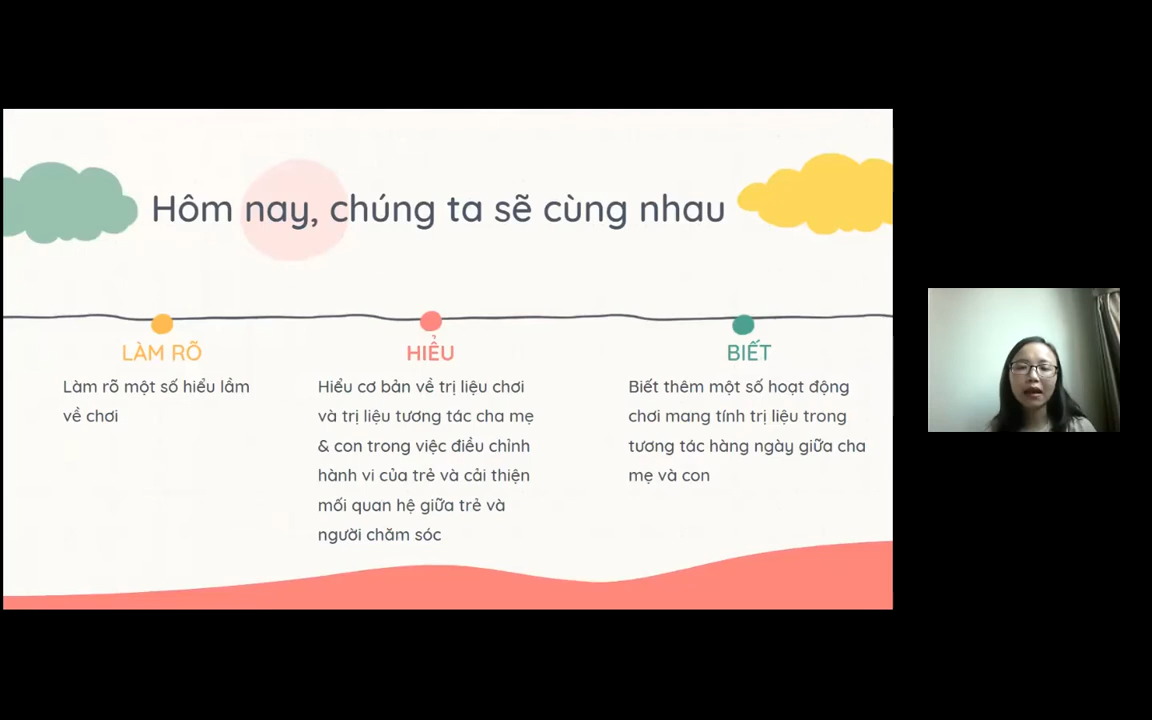 Hôm nay, chúng ta sẽ cùng nhau
LÀM RÕ
Làm rõ một số hiểu lầm
về chơi
HIỂU
Hiểu cơ bản về trị liệu chơi
và trị liệu tương tác cha mẹ
& con trong việc điều chỉnh
hành vi của trẻ và cải thiện
mối quan hệ giữa trẻ và
người chăm sóc
BIẾT
Biết thêm một số hoạt động
chơi mang tính trị liệu trong
tương tác hàng ngày giữa cha
mẹ và con